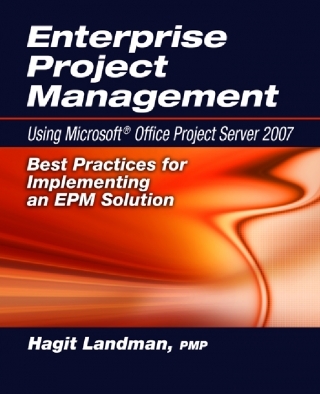 Enterprise
Project
Management
Using Microsoft® Office Project Server 2007
Best Practices for
Implementing
an EPM Solution
Hagit Landman, PMP